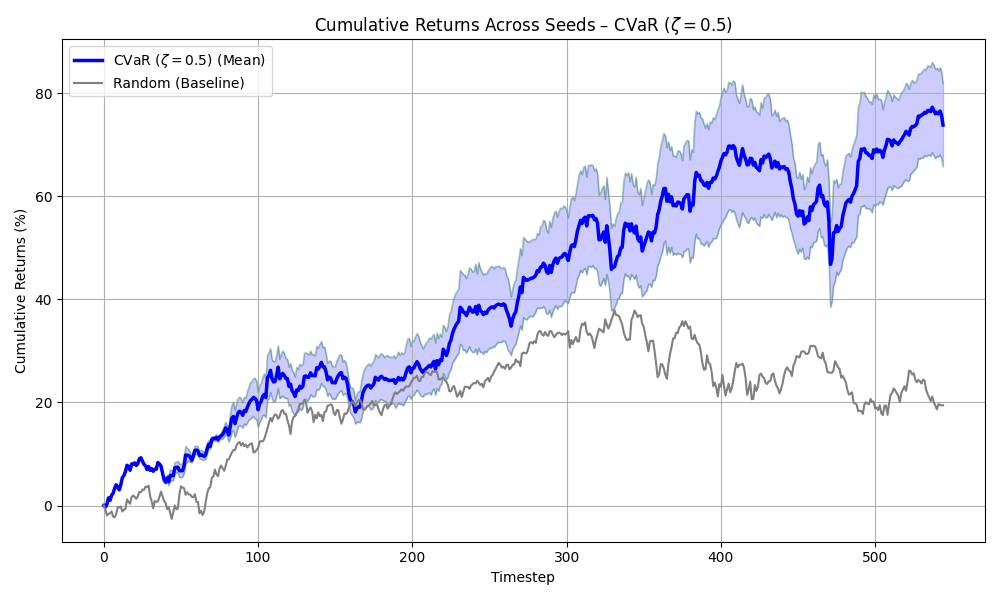 Cumulative Returns Across Seeds – CVaR (ζ = 0.5)
CVaR (ζ = 0.5) (Mean)
Random (Baseline)
Cumulative Returns (%)
80
60
40
20
0
0 100 200 300 400 500
Timestep